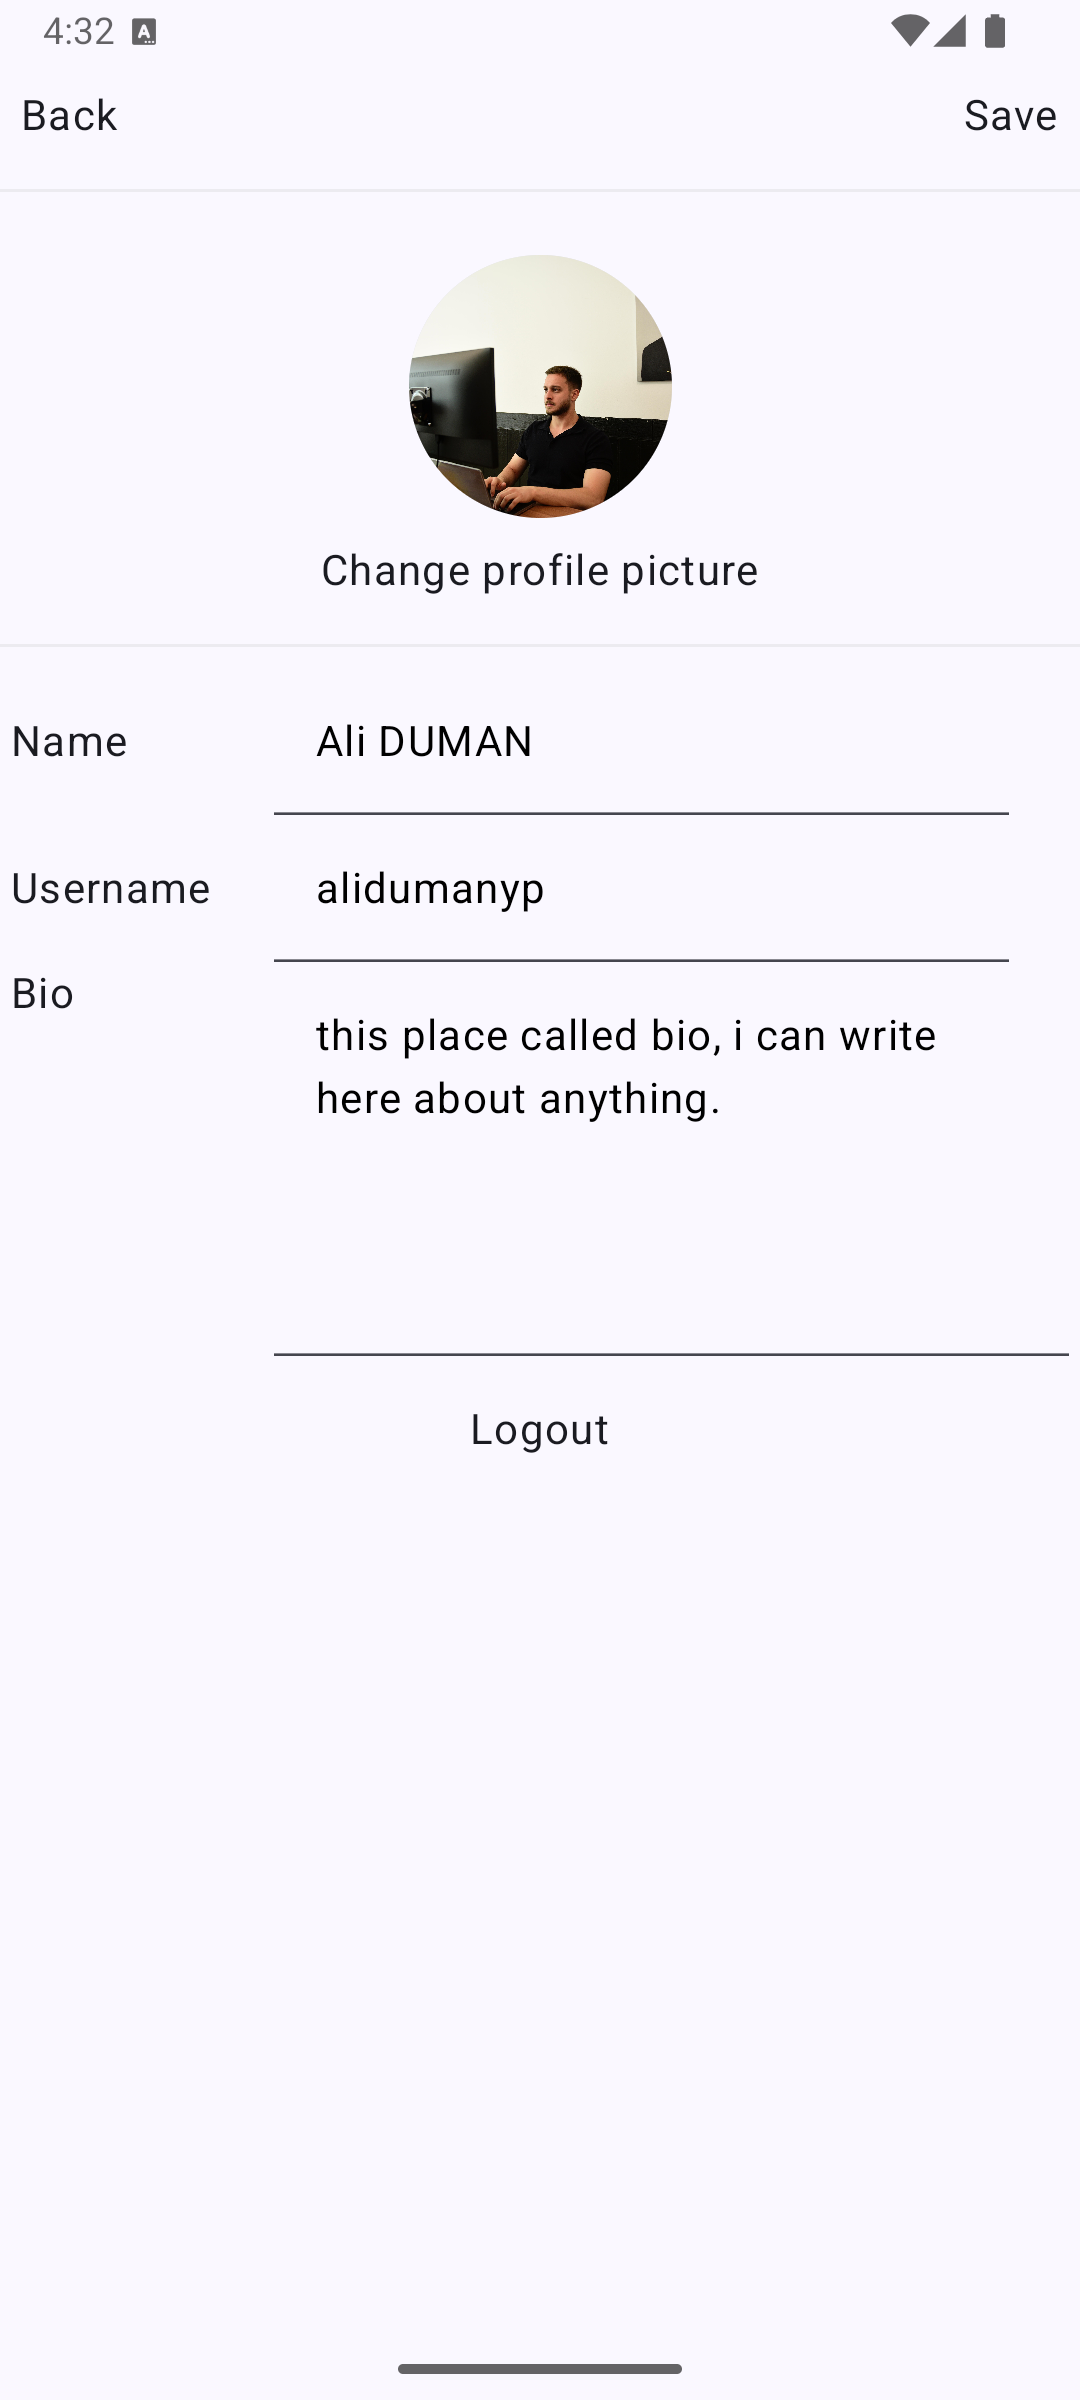 4:32
Back
Save
Change profile picture
Name
Ali DUMAN
Username
alidumanyp
Bio
this place called bio, i can write
here about anything.
Logout